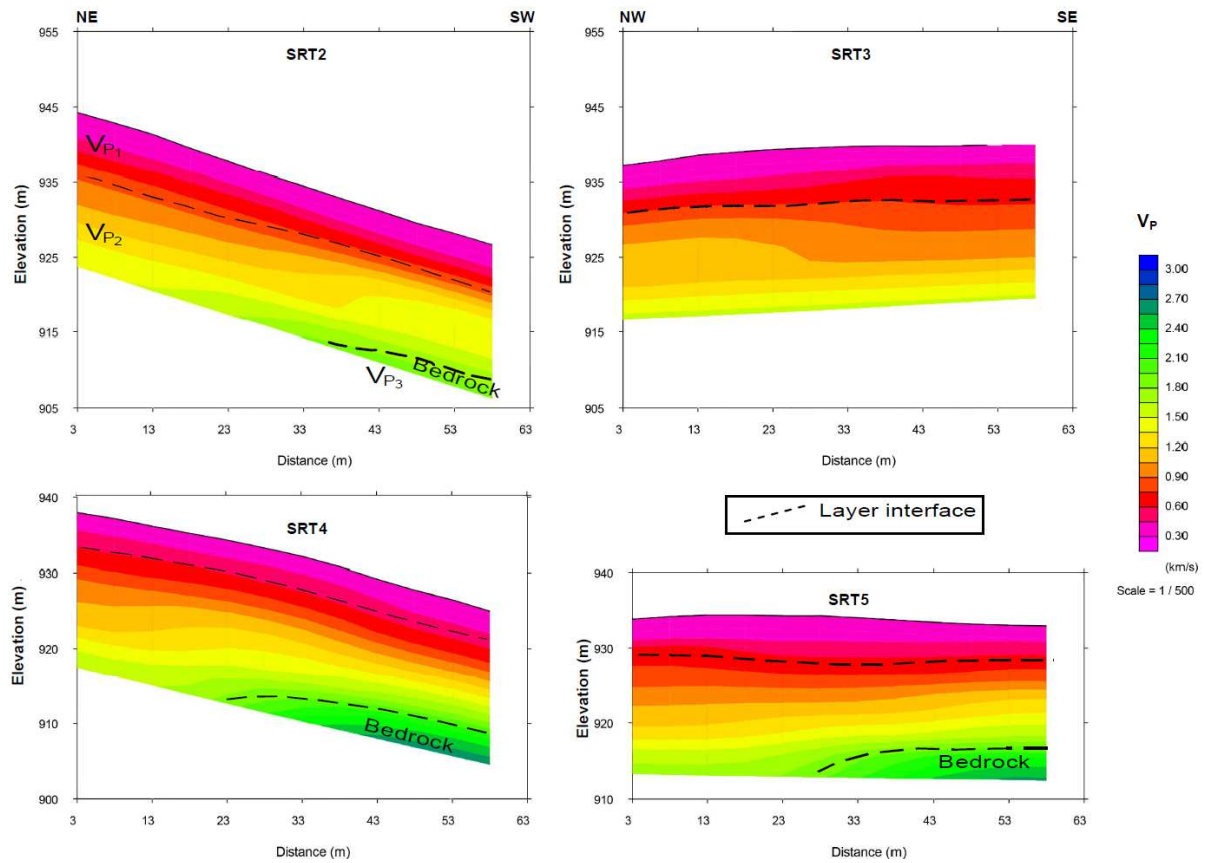 NE SW
SRT2
Elevation (m)
955
945
935
925
915
905
V_P1
V_P2
V_P3
Bedrock
3 13 23 33 43 53 63
Distance (m)
NW SE
SRT3
Elevation (m)
955
945
935
925
915
905
3 13 23 33 43 53 63
Distance (m)
V_P
3.00
2.70
2.40
2.10
1.80
1.50
1.20
0.90
0.60
0.30
(km/s)
Scale = 1 / 500
SRT4
Elevation (m)
940
930
920
910
900
Bedrock
3 13 23 33 43 53 63
Distance (m)
Layer interface
SRT5
Elevation (m)
940
930
920
910
Bedrock
3 13 23 33 43 53 63
Distance (m)